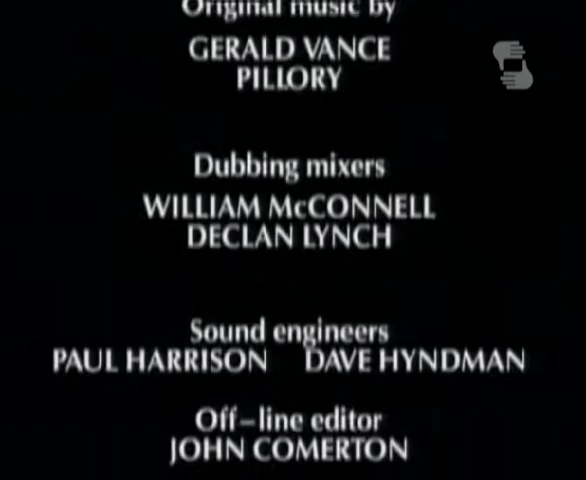 Original music by
GERALD VANCE
PILLORY
Dubbing mixers
WILLIAM McCONNELL
DECLAN LYNCH
Sound engineers
PAUL HARRISON DAVE HYNDMAN
Off-line editor
JOHN COMERTON